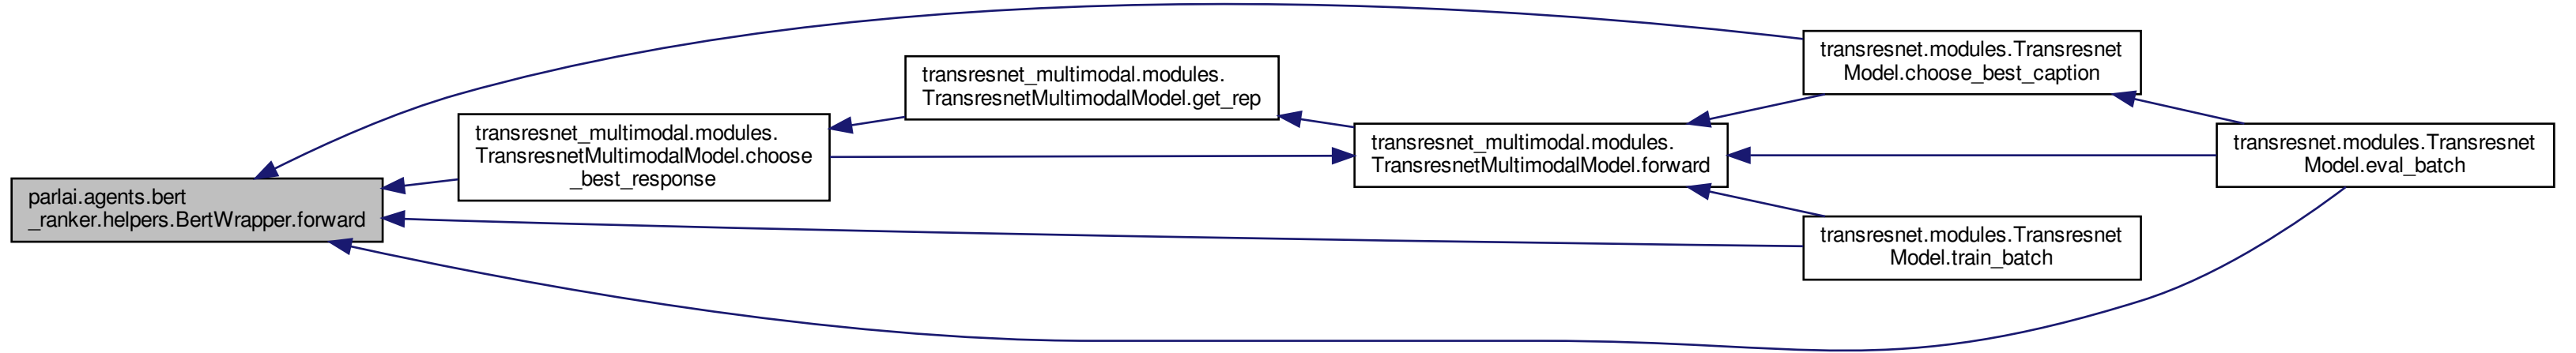 parlai.agents.bert
_ranker.helpers.BertWrapper.forward
transresnet_multimodal.modules.
TransresnetMultimodalModel.choose
_best_response
transresnet_multimodal.modules.
TransresnetMultimodalModel.get_rep
transresnet_multimodal.modules.
TransresnetMultimodalModel.forward
transresnet.modules.Transresnet
Model.choose_best_caption
transresnet.modules.Transresnet
Model.eval_batch
transresnet.modules.Transresnet
Model.train_batch